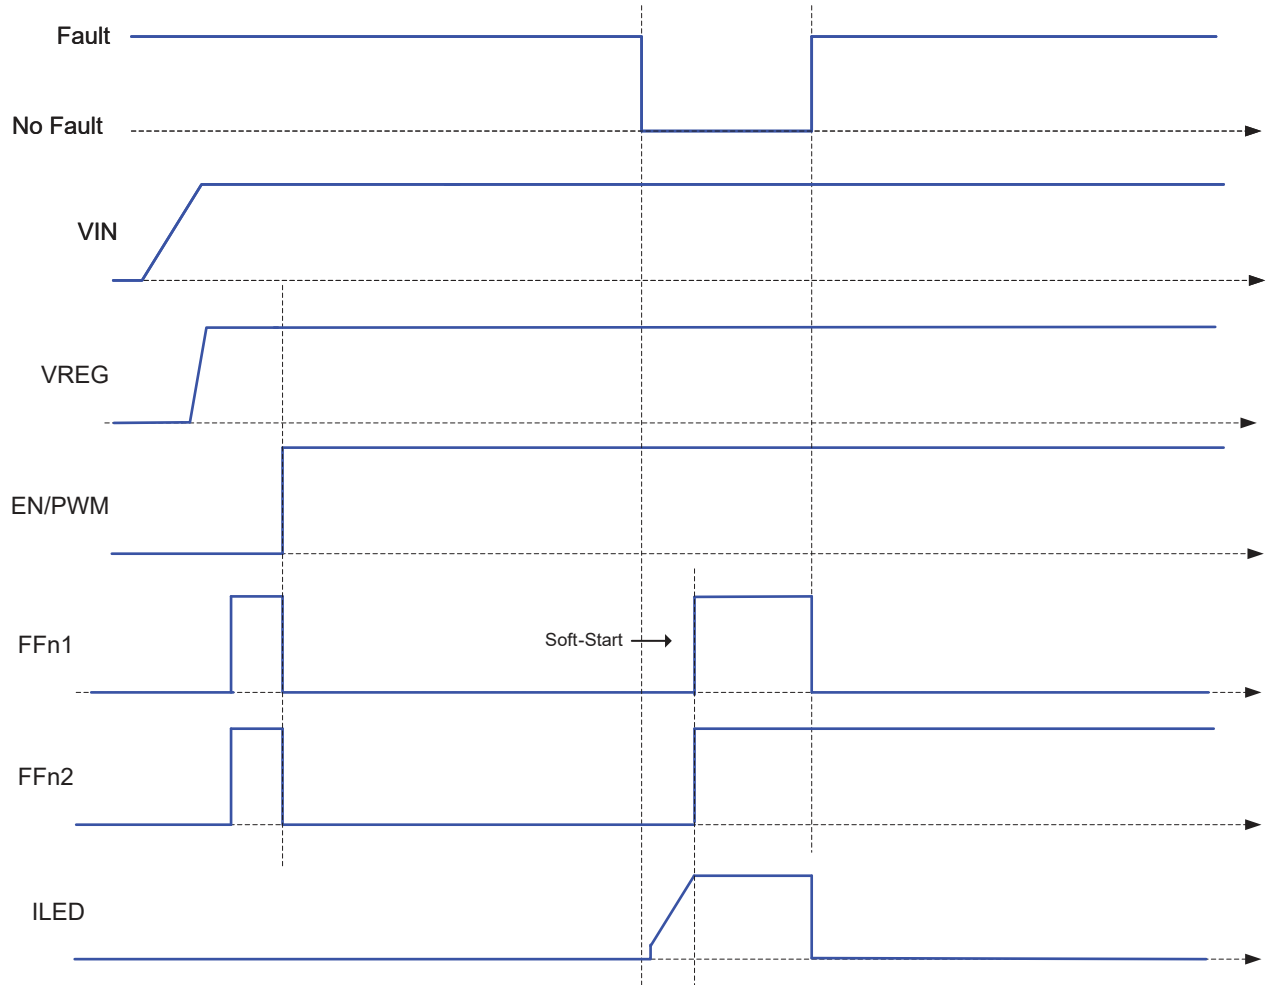 Fault
No Fault
VIN
VREG
EN/PWM
FFn1
Soft-Start
FFn2
ILED